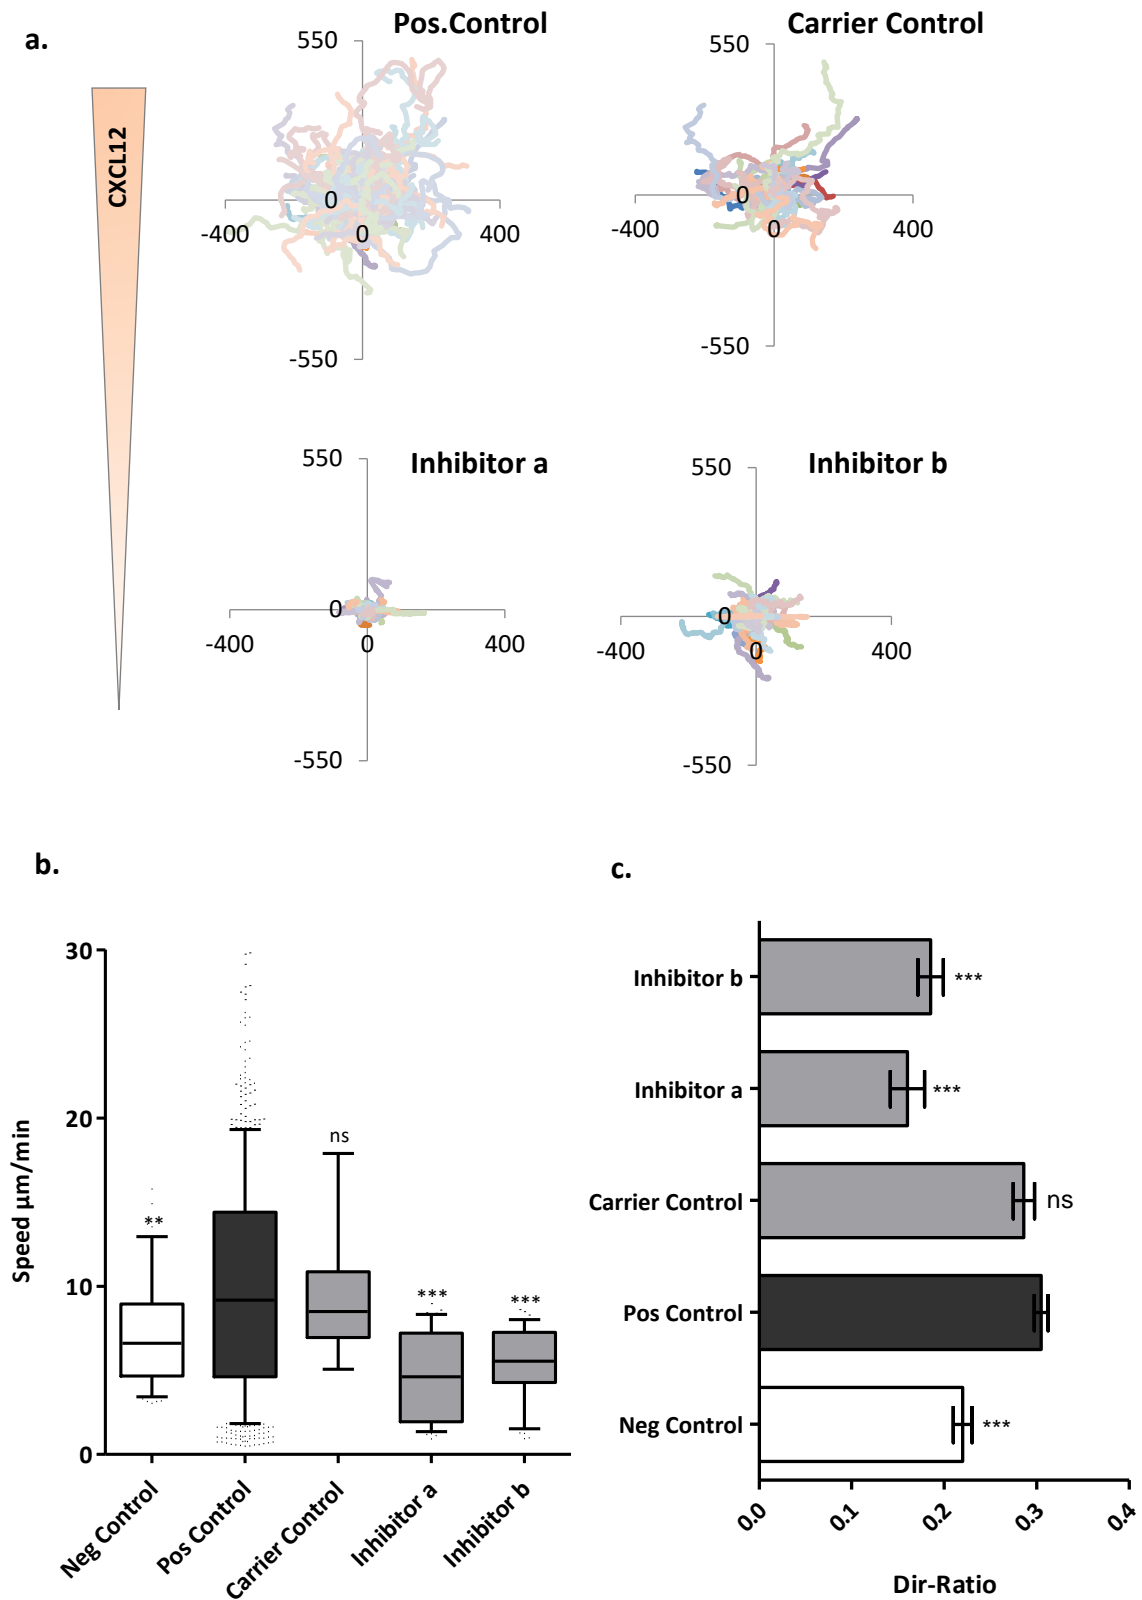 a.
CXCL12
Pos.Control
550
0
-400
0
400
-550
Carrier Control
550
0
-400
0
400
-550
Inhibitor a
550
0
-400
0
400
-550
Inhibitor b
550
0
-400
0
400
-550
b.
Speed µm/min
30
20
10
0
**
ns
***
***
Neg Control
Pos Control
Carrier Control
Inhibitor a
Inhibitor b
c.
Inhibitor b
***
Inhibitor a
***
Carrier Control
ns
Pos Control
Neg Control
***
0.0
0.1
0.2
0.3
0.4
Dir-Ratio